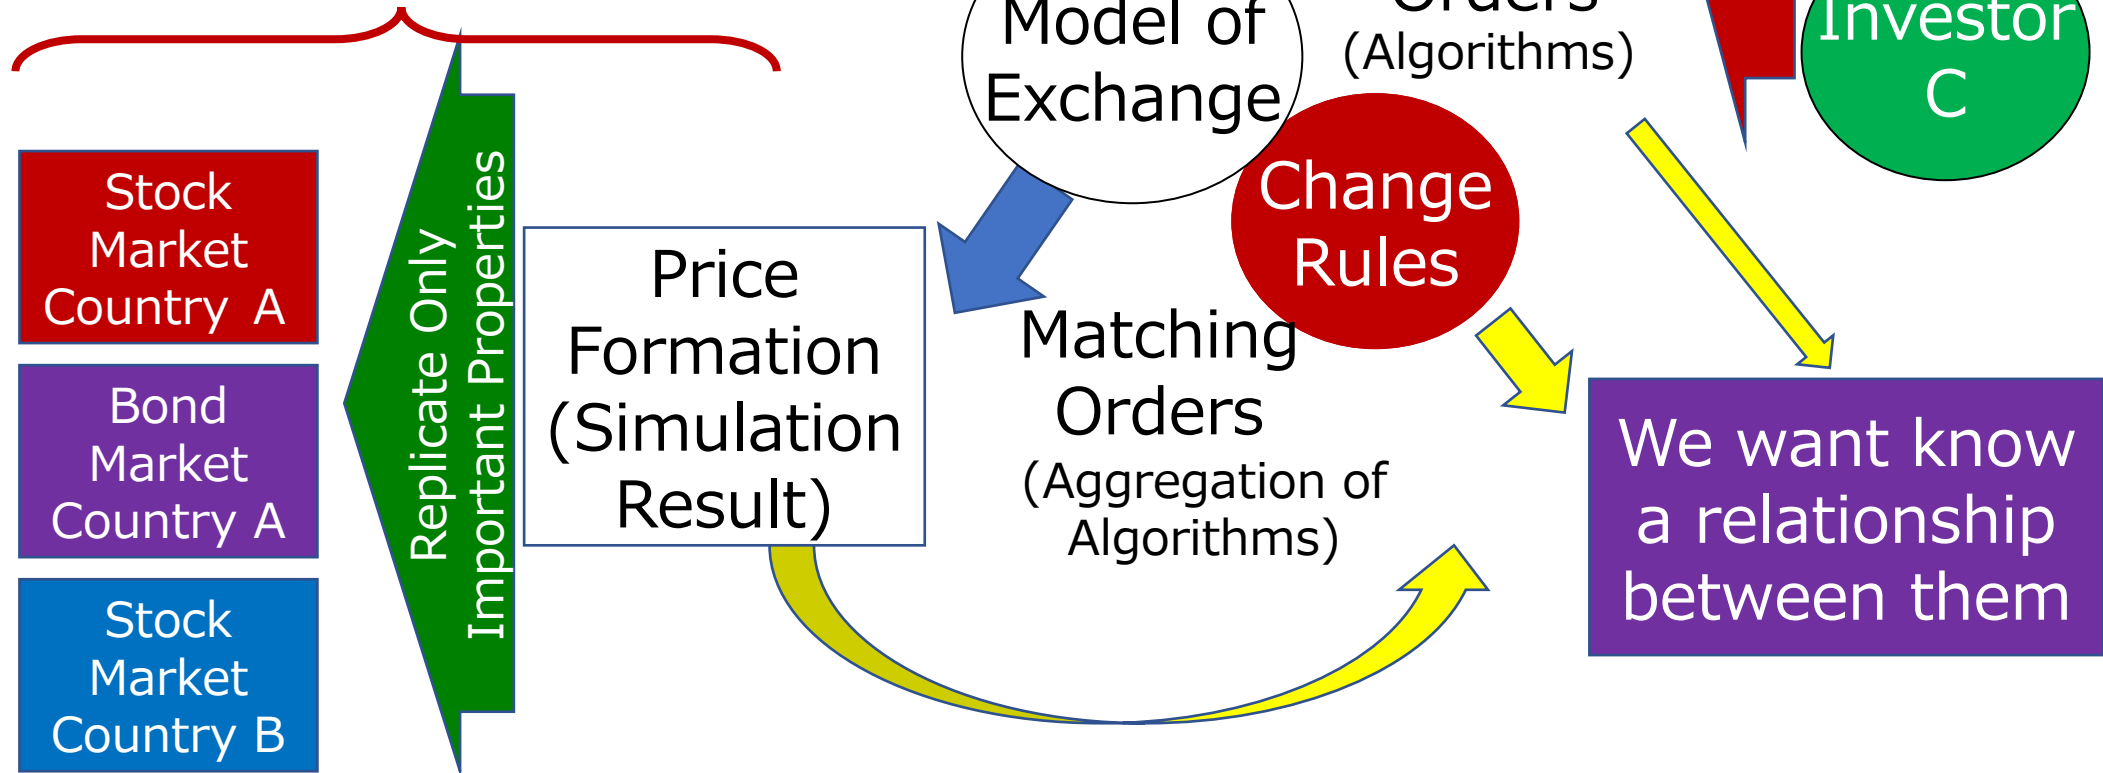 Model of
Exchange
Orders
(Algorithms)
Investor
C
Change
Rules
Stock
Market
Country A
Bond
Market
Country A
Stock
Market
Country B
Replicate Only
Important Properties
Price
Formation
(Simulation
Result)
Matching
Orders
(Aggregation of
Algorithms)
We want know
a relationship
between them